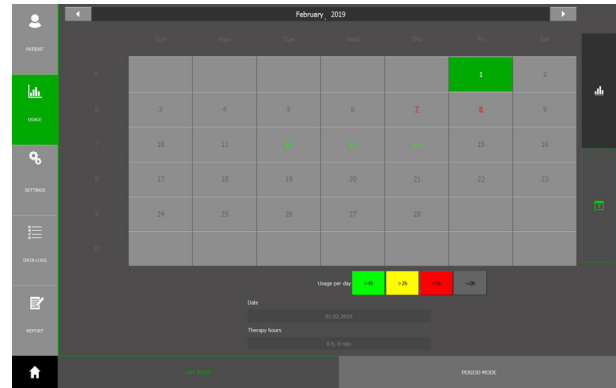 February, 2019
PATIENT
Sun Mon Tue Wed Thu Fri Sat
5 1 2
USAGE
6 3 4 5 6 7 8 9
7 10 11 12 13 14 15 16
8 17 18 19 20 21 22 23
SETTINGS
9 24 25 26 27 28
10
DATA LOGS
Usage per day >4h >2h >0h =0h
Date
01.02.2019
REPORT
Therapy hours
0 h, 0 min
DAY MODE PERIOD MODE